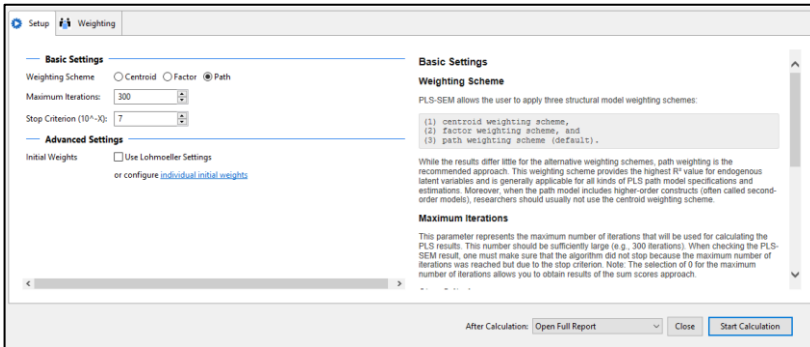 Setup Weighting
Basic Settings
Weighting Scheme Centroid Factor Path
Maximum Iterations: 300
Stop Criterion (10^-X): 7
Advanced Settings
Initial Weights Use Lohmoeller Settings
or configure individual initial weights
Basic Settings
Weighting Scheme
PLS-SEM allows the user to apply three structural model weighting schemes:
(1) centroid weighting scheme,
(2) factor weighting scheme, and
(3) path weighting scheme (default).
While the results differ little for the alternative weighting schemes, path weighting is the
recommended approach. This weighting scheme provides the highest R² value for endogenous
latent variables and is generally applicable for all kinds of PLS path model specifications and
estimations. Moreover, when the path model includes higher-order constructs (often called second-
order models), researchers should usually not use the centroid weighting scheme.
Maximum Iterations
This parameter represents the maximum number of iterations that will be used for calculating the
PLS results. This number should be sufficiently large (e.g., 300 iterations). When checking the PLS-
SEM result, one must make sure that the algorithm did not stop because the maximum number of
iterations was reached but due to the stop criterion. Note: The selection of 0 for the maximum
number of iterations allows you to obtain results of the sum scores approach.
After Calculation: Open Full Report Close Start Calculation